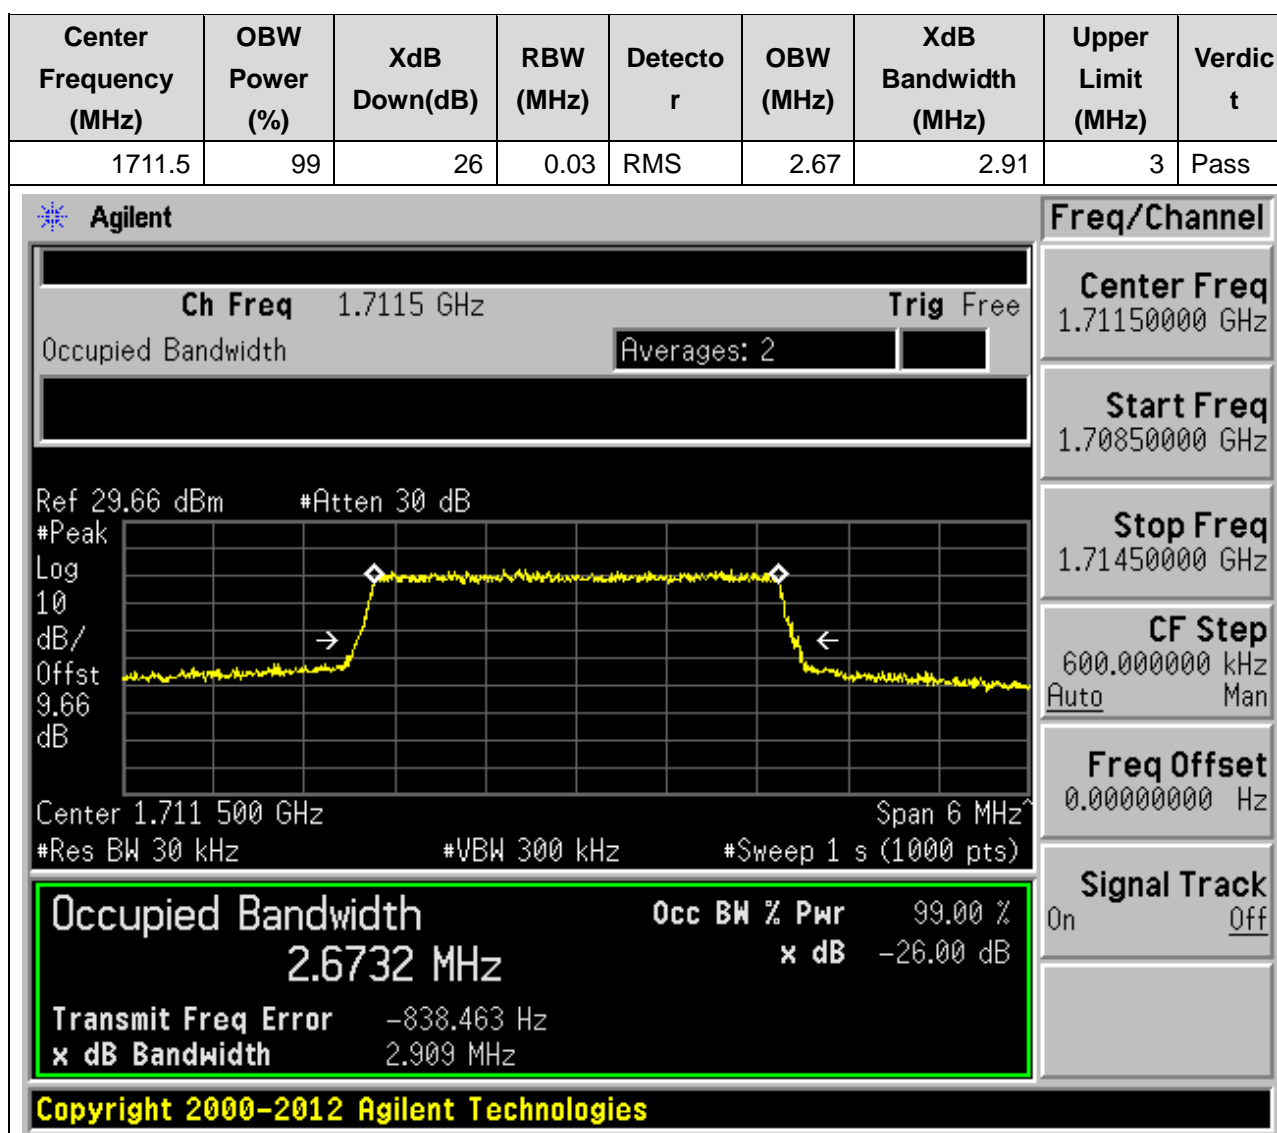 Center Frequency (MHz) OBW Power (%) XdB Down(dB) RBW (MHz) Detecto r OBW (MHz) XdB Bandwidth (MHz) Upper Limit (MHz) Verdic t
1711.5 99 26 0.03 RMS 2.67 2.91 3 Pass
Agilent
Freq/Channel
Ch Freq 1.7115 GHz Trig Free
Occupied Bandwidth Averages: 2
Ref 29.66 dBm #Atten 30 dB
#Peak
Log
10
dB/
Offst
9.66
dB
Center 1.711 500 GHz Span 6 MHz^
#Res BW 30 kHz #VBW 300 kHz #Sweep 1 s (1000 pts)
Occupied Bandwidth
2.6732 MHz
Occ BW % Pwr 99.00 %
x dB -26.00 dB
Transmit Freq Error -838.463 Hz
x dB Bandwidth 2.909 MHz
Center Freq
1.71150000 GHz
Start Freq
1.70850000 GHz
Stop Freq
1.71450000 GHz
CF Step
600.000000 kHz
Auto Man
Freq Offset
0.00000000 Hz
Signal Track
On Off
Copyright 2000-2012 Agilent Technologies